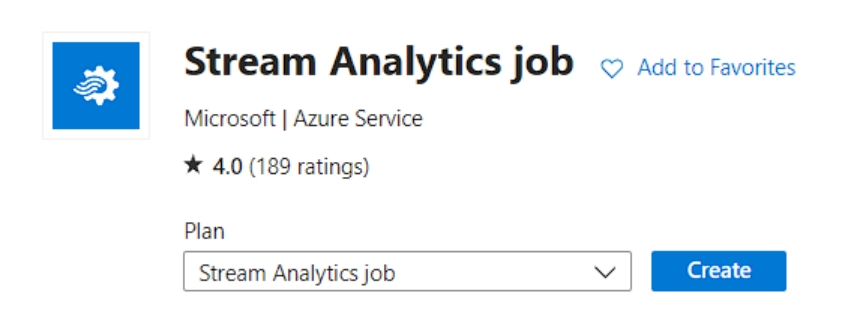 Stream Analytics job
Add to Favorites
Microsoft | Azure Service
★ 4.0 (189 ratings)
Plan
Stream Analytics job
Create